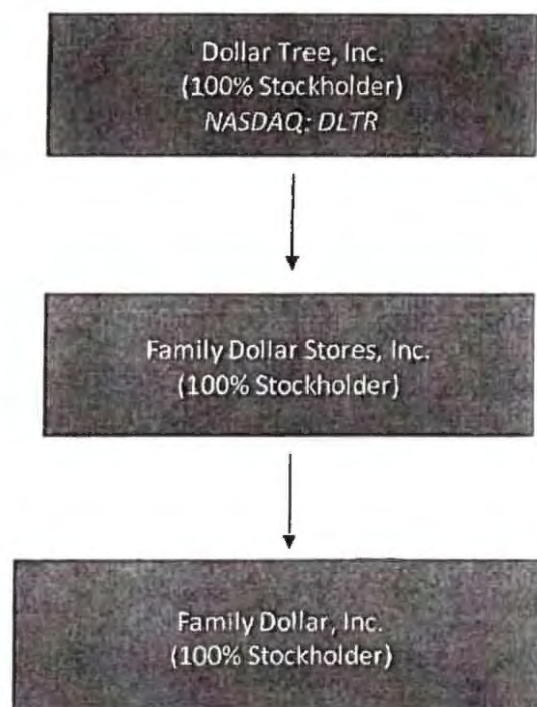 Dollar Tree, Inc.
(100% Stockholder)
NASDAQ: DLTR
Family Dollar Stores, Inc.
(100% Stockholder)
Family Dollar, Inc.
(100% Stockholder)